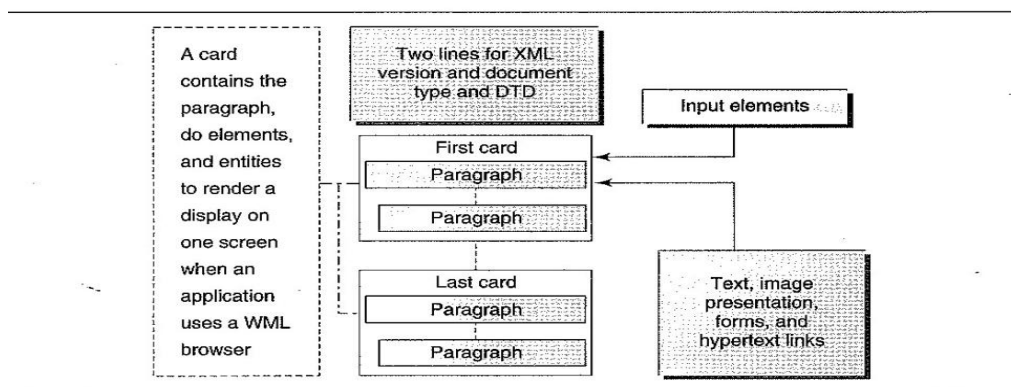 A card
contains the
paragraph,
do elements,
and entities
to render a
display on
one screen
when an
application
uses a WML
browser
Two lines for XML
version and document
type and DTD
Input elements
First card
Paragraph
Paragraph
Last card
Paragraph
Paragraph
Text, image
presentation,
forms, and
hypertext links